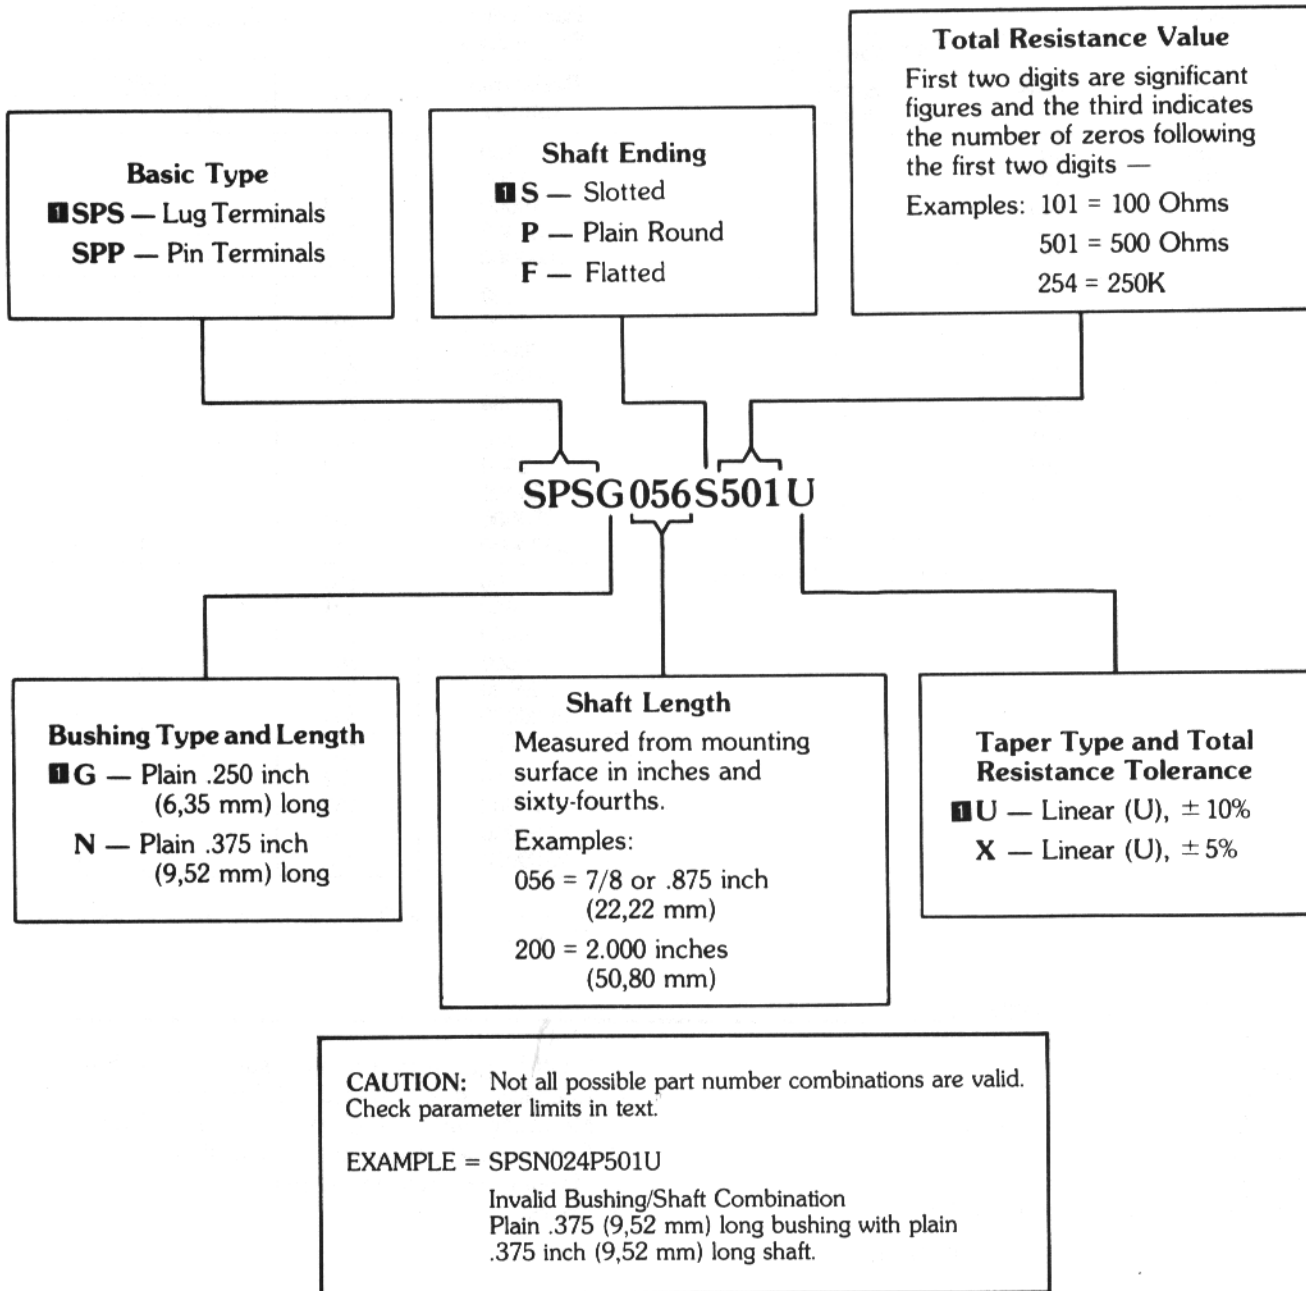 Total Resistance Value
First two digits are significant
figures and the third indicates
the number of zeros following
the first two digits —
Examples: 101 = 100 Ohms
501 = 500 Ohms
254 = 250K
Basic Type
1 SPS — Lug Terminals
SPP — Pin Terminals
Shaft Ending
1 S — Slotted
P — Plain Round
F — Flatted
SPSG056S501U
Bushing Type and Length
1 G — Plain .250 inch
(6,35 mm) long
N — Plain .375 inch
(9,52 mm) long
Shaft Length
Measured from mounting
surface in inches and
sixty-fourths.
Examples:
056 = 7/8 or .875 inch
(22,22 mm)
200 = 2.000 inches
(50,80 mm)
Taper Type and Total
Resistance Tolerance
1 U — Linear (U), ± 10%
X — Linear (U), ± 5%
CAUTION: Not all possible part number combinations are valid.
Check parameter limits in text.
EXAMPLE = SPSN024P501U
Invalid Bushing/Shaft Combination
Plain .375 (9,52 mm) long bushing with plain
.375 inch (9,52 mm) long shaft.